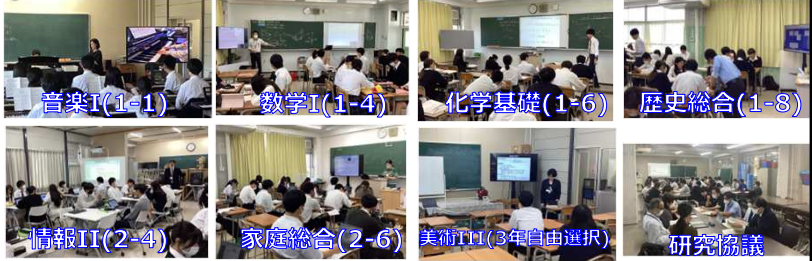 音楽I(1-1)
数学I(1-4)
化学基礎(1-6)
歴史総合(1-8)
情報II(2-4)
家庭総合(2-6)
美術III(3年自由選択)
研究協議